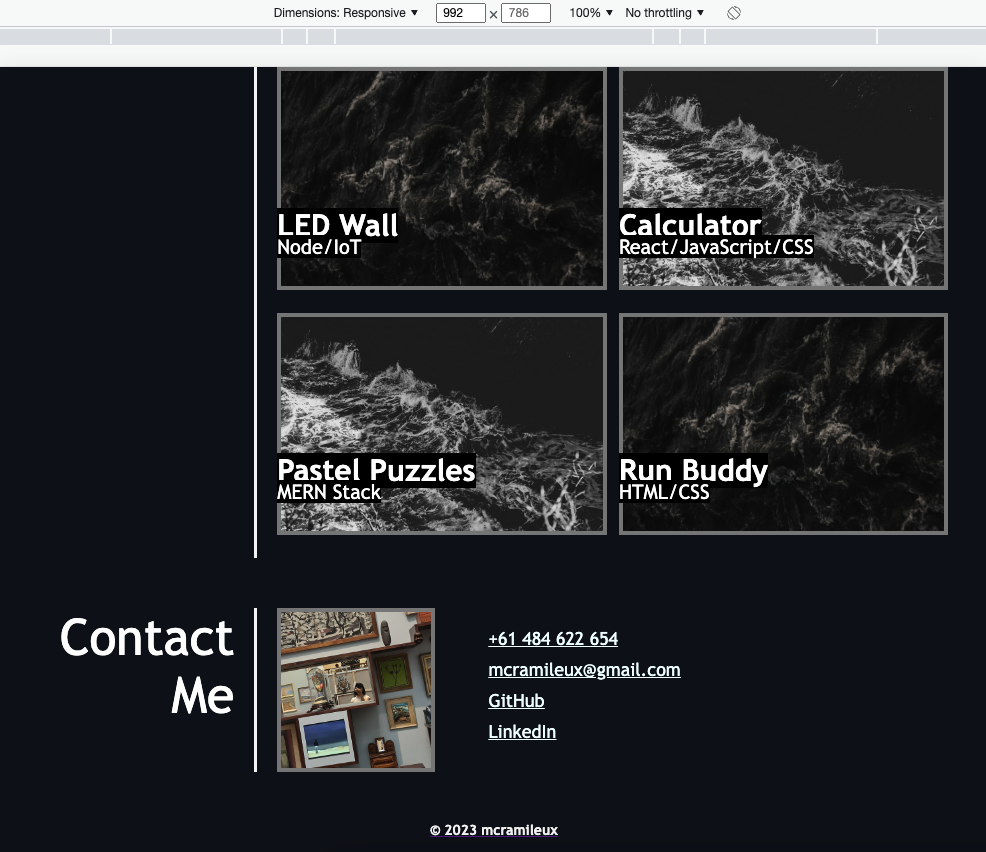 Dimensions: Responsive ▼ 992 × 786 100% ▼ No throttling ▼
LED Wall
Node/IoT
Calculator
React/JavaScript/CSS
Pastel Puzzles
MERN Stack
Run Buddy
HTML/CSS
Contact
Me
+61 484 622 654
mcramileux@gmail.com
GitHub
LinkedIn
© 2023 mcramileux